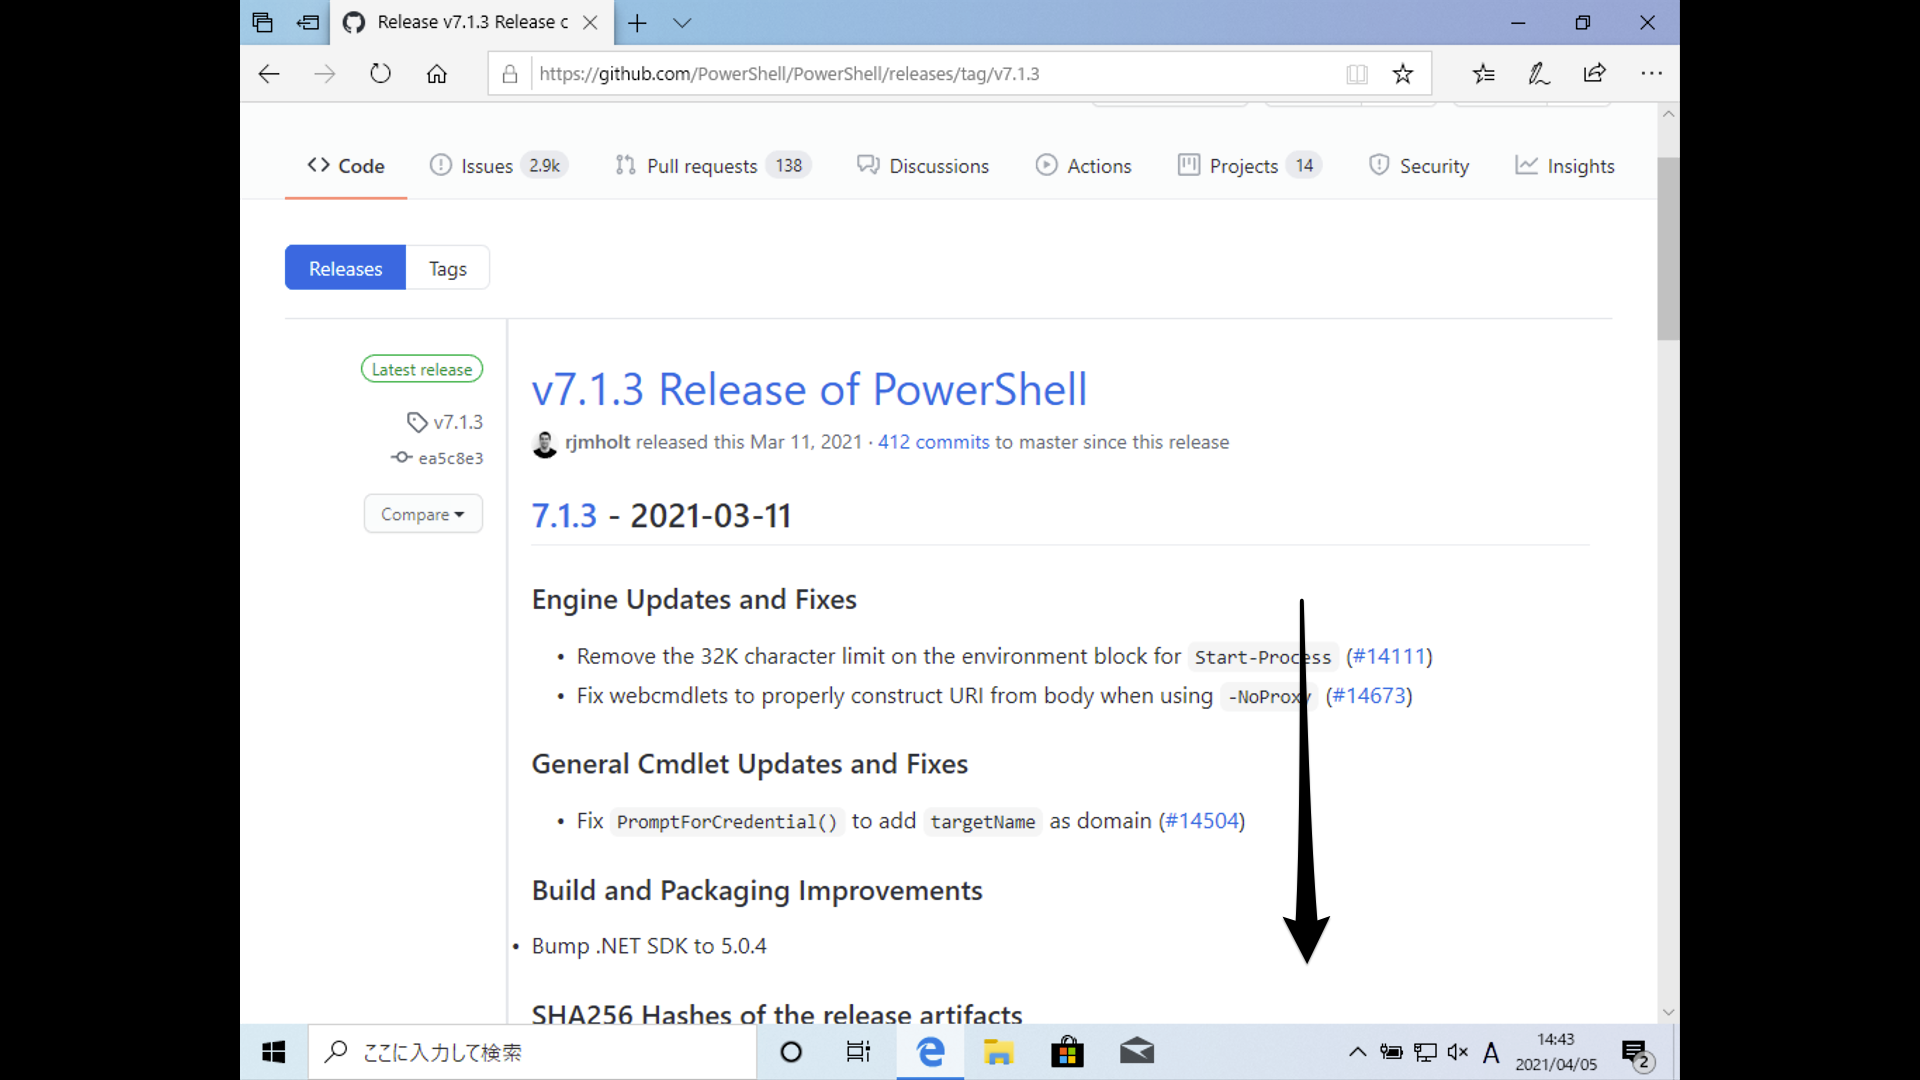 Release v7.1.3 Release c
https://github.com/PowerShell/PowerShell/releases/tag/v7.1.3
Code
Issues 2.9k
Pull requests 138
Discussions
Actions
Projects 14
Security
Insights
Releases
Tags
Latest release
v7.1.3
ea5c8e3
Compare
v7.1.3 Release of PowerShell
rjmholt released this Mar 11, 2021 · 412 commits to master since this release
7.1.3 - 2021-03-11
Engine Updates and Fixes
• Remove the 32K character limit on the environment block for Start-Process (#14111)
• Fix webcmdlets to properly construct URI from body when using -NoProxy (#14673)
General Cmdlet Updates and Fixes
• Fix PromptForCredential() to add targetName as domain (#14504)
Build and Packaging Improvements
• Bump .NET SDK to 5.0.4
SHA256 Hashes of the release artifacts
ここに入力して検索
A
14:43
2021/04/05
2